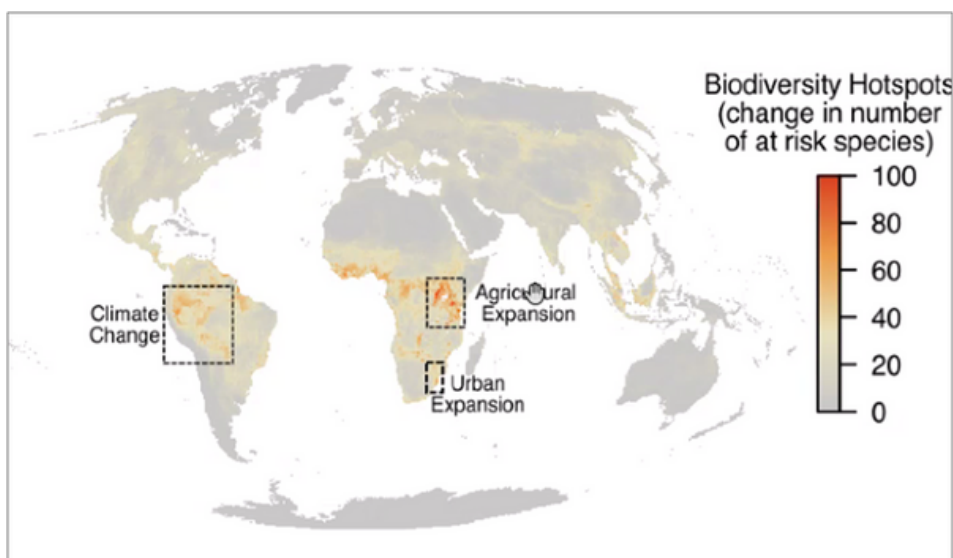 Biodiversity Hotspots
(change in number
of at risk species)
100
80
60
40
20
0
Climate
Change
Agricultural
Expansion
Urban
Expansion